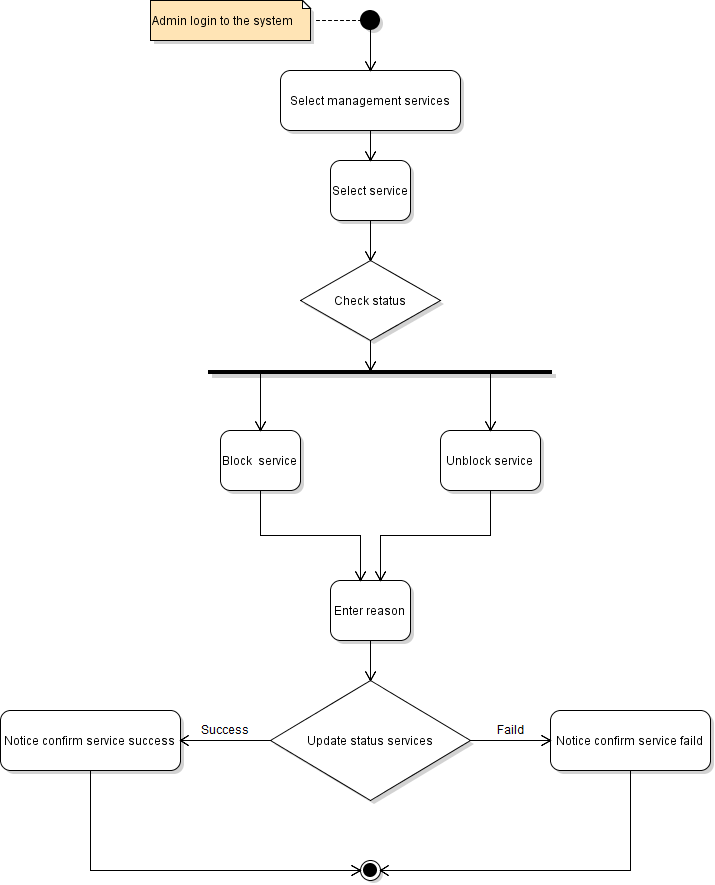 Admin login to the system
Select management services
Select service
Check status
Block  service
Unblock service
Enter reason
Success
Faild
Notice confirm service success
Update status services
Notice confirm service faild